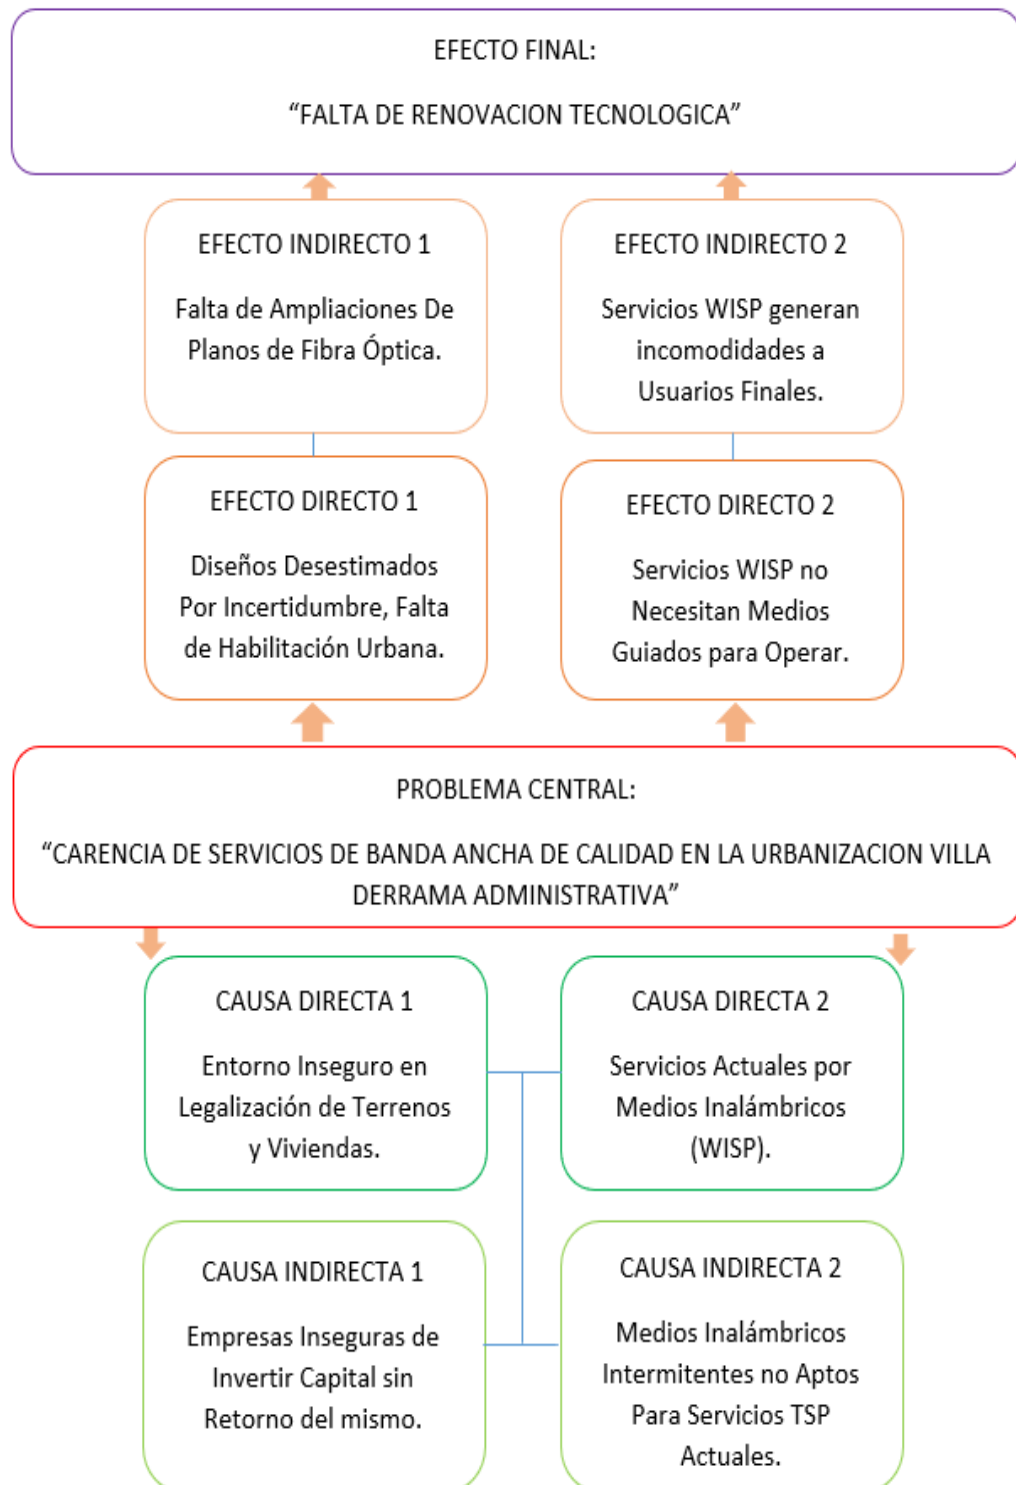 EFECTO FINAL:
“FALTA DE RENOVACION TECNOLOGICA”
EFECTO INDIRECTO 1
Falta de Ampliaciones De
Planos de Fibra Óptica.
EFECTO INDIRECTO 2
Servicios WISP generan
incomodidades a
Usuarios Finales.
EFECTO DIRECTO 1
Diseños Desestimados
Por Incertidumbre, Falta
de Habilitación Urbana.
EFECTO DIRECTO 2
Servicios WISP no
Necesitan Medios
Guiados para Operar.
PROBLEMA CENTRAL:
“CARENCIA DE SERVICIOS DE BANDA ANCHA DE CALIDAD EN LA URBANIZACION VILLA
DERRAMA ADMINISTRATIVA”
CAUSA DIRECTA 1
Entorno Inseguro en
Legalización de Terrenos
y Viviendas.
CAUSA DIRECTA 2
Servicios Actuales por
Medios Inalámbricos
(WISP).
CAUSA INDIRECTA 1
Empresas Inseguras de
Invertir Capital sin
Retorno del mismo.
CAUSA INDIRECTA 2
Medios Inalámbricos
Intermitentes no Aptos
Para Servicios TSP
Actuales.